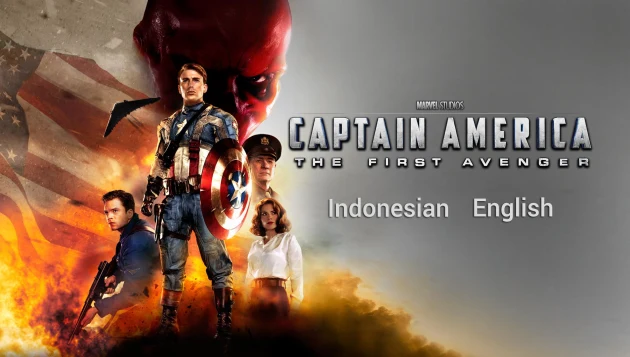 MARVEL STUDIOS
CAPTAIN AMERICA
THE FIRST AVENGER
Indonesian English